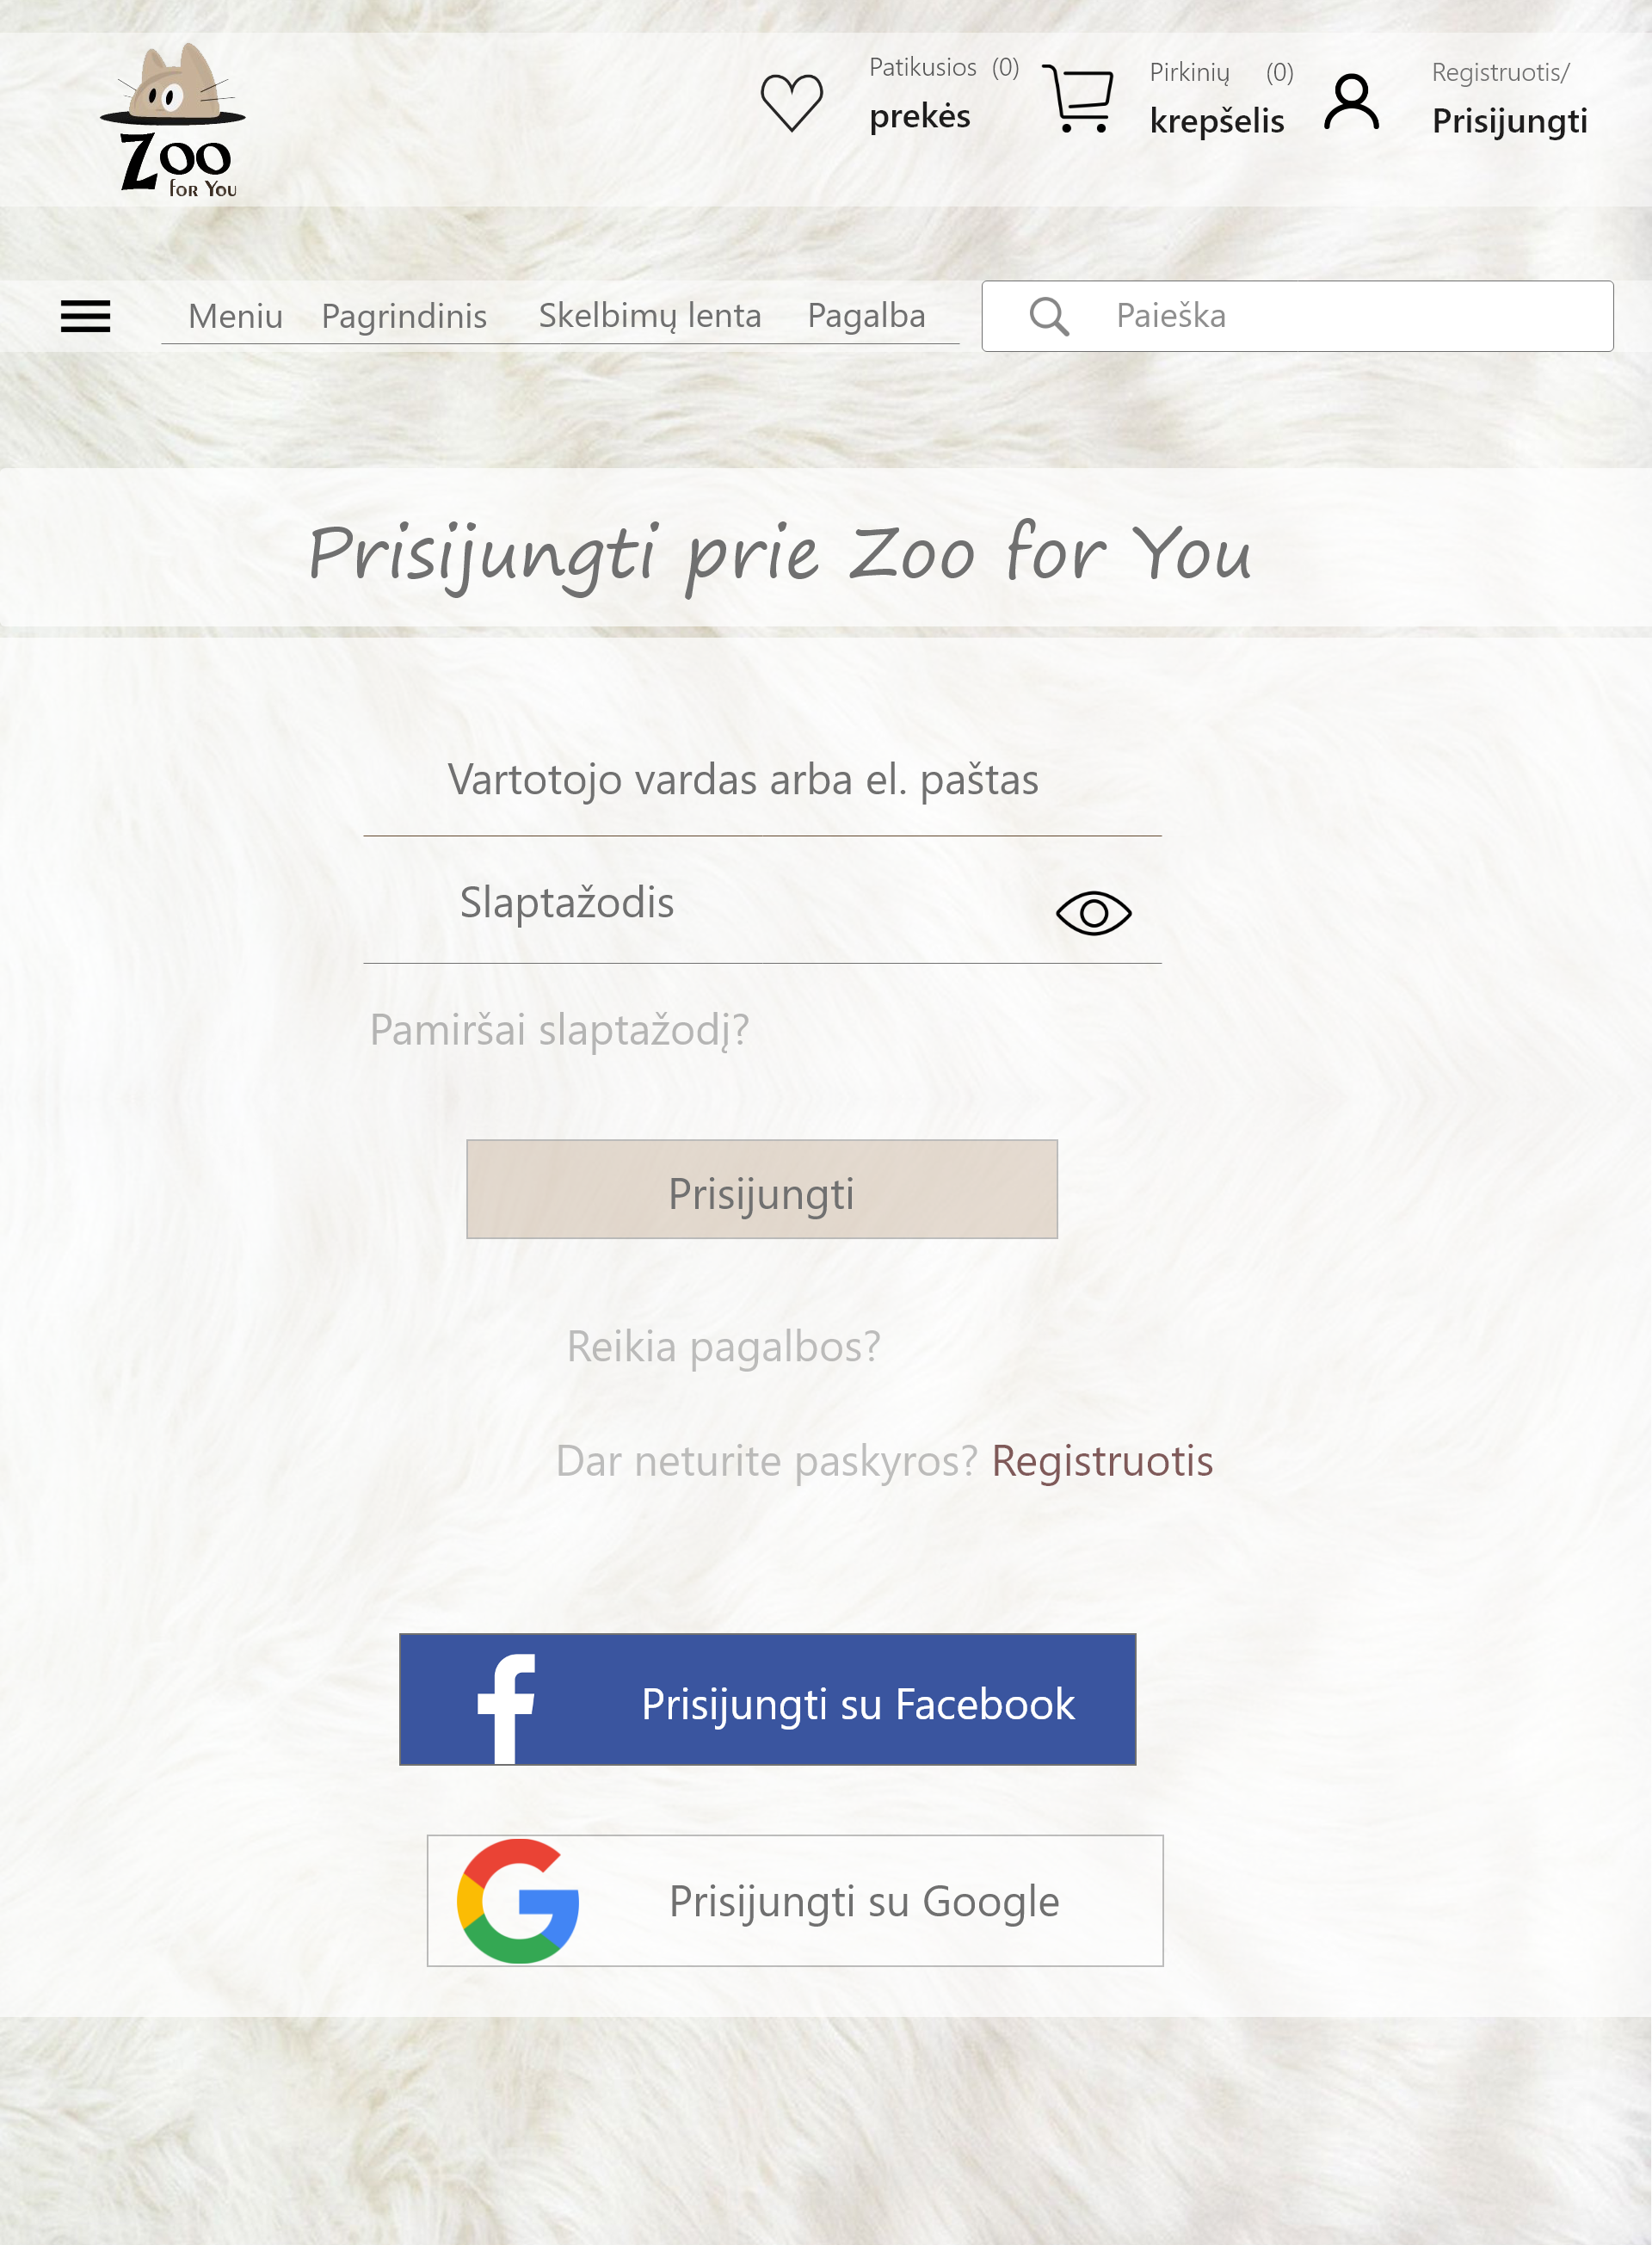 Zoo
for You
Patikusios (0)
prekės
Pirkinių (0)
krepšelis
Registruotis/
Prisijungti
Meniu Pagrindinis Skelbimų lenta Pagalba Paieška
Prisijungti prie Zoo for You
Vartotojo vardas arba el. paštas
Slaptažodis
Pamiršai slaptažodį?
Prisijungti
Reikia pagalbos?
Dar neturite paskyros? Registruotis
Prisijungti su Facebook
Prisijungti su Google